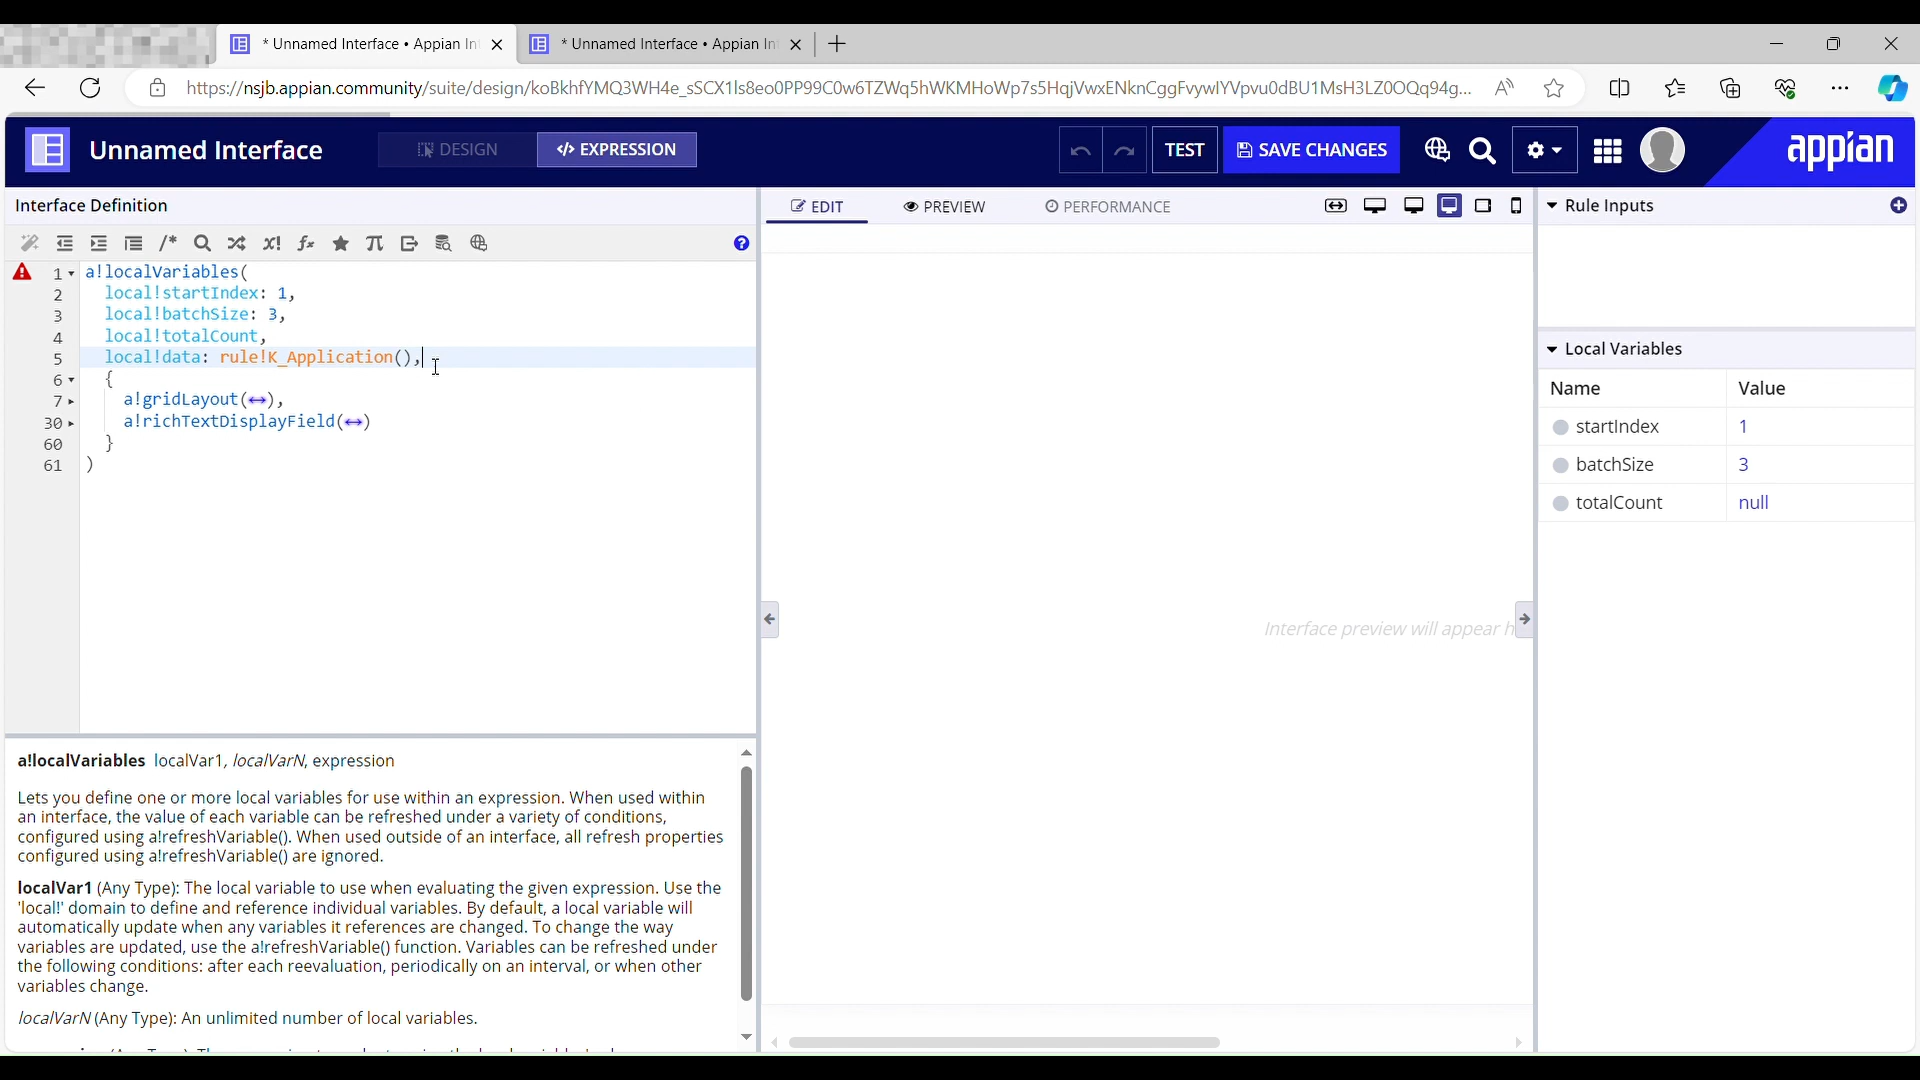 * Unnamed Interface • Appian In
* Unnamed Interface • Appian In
https://nsjb.appian.community/suite/design/koBkhfYMQ3WH4e_sSCX1ls8eo0PP99C0w6TZWq5hWKMHoWp7s5HqjVwxENknCggFvywIYVpvu0dBU1MsH3LZ0OQq94g...
Unnamed Interface
DESIGN
</> EXPRESSION
TEST
SAVE CHANGES
appian
Interface Definition
EDIT
PREVIEW
PERFORMANCE
Rule Inputs
1 a!localVariables(
2 local!startIndex: 1,
3 local!batchSize: 3,
4 local!totalCount,
5 local!data: rule!K_Application(),
6 {
7 a!gridLayout(↔),
30 a!richTextDisplayField(↔)
60 }
61 )
Interface preview will appear h
Local Variables
Name Value
startIndex 1
batchSize 3
totalCount null
a!localVariables localVar1, localVarN, expression
Lets you define one or more local variables for use within an expression. When used within
an interface, the value of each variable can be refreshed under a variety of conditions,
configured using a!refreshVariable(). When used outside of an interface, all refresh properties
configured using a!refreshVariable() are ignored.
localVar1 (Any Type): The local variable to use when evaluating the given expression. Use the
'local!' domain to define and reference individual variables. By default, a local variable will
automatically update when any variables it references are changed. To change the way
variables are updated, use the a!refreshVariable() function. Variables can be refreshed under
the following conditions: after each reevaluation, periodically on an interval, or when other
variables change.
localVarN (Any Type): An unlimited number of local variables.